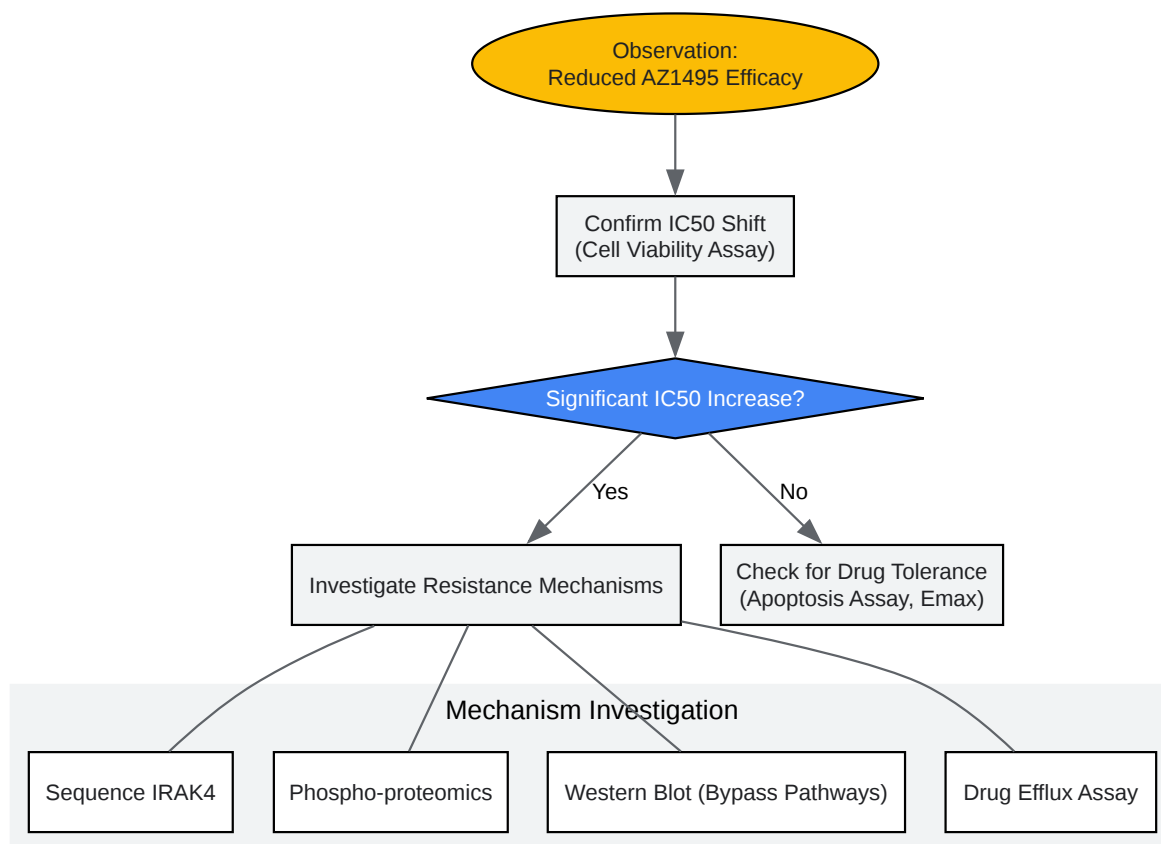 Observation:
Reduced AZ1495 Efficacy
Confirm IC50 Shift
(Cell Viability Assay)
Significant IC50 Increase?
Yes
No
Investigate Resistance Mechanisms
Check for Drug Tolerance
(Apoptosis Assay, Emax)
Mechanism Investigation
Sequence IRAK4
Phospho-proteomics
Western Blot (Bypass Pathways)
Drug Efflux Assay